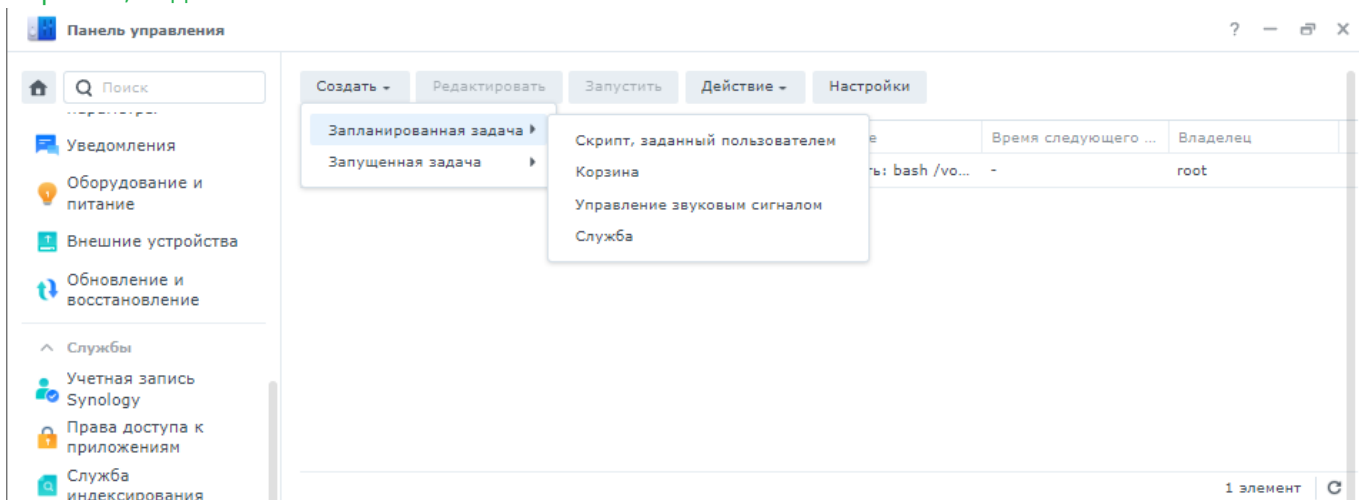 Панель управления
Поиск
Создать
Редактировать
Запустить
Действие
Настройки
Запланированная задача
Запущенная задача
Скрипт, заданный пользователем
Корзина
Управление звуковым сигналом
Служба
Время следующего ...
Владелец
ь: bash /vo...
-
root
Уведомления
Оборудование и
питание
Внешние устройства
Обновление и
восстановление
Службы
Учетная запись
Synology
Права доступа к
приложениям
Служба
индексирования
1 элемент